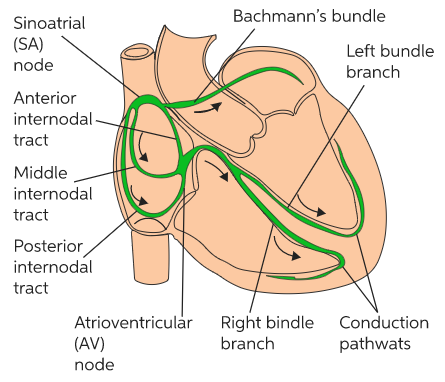 Sinoatrial
(SA)
node
Bachmann's bundle
Left bundle
branch
Anterior
internodal
tract
Middle
internodal
tract
Posterior
internodal
tract
Atrioventricular
(AV)
node
Right bindle
branch
Conduction
pathwats